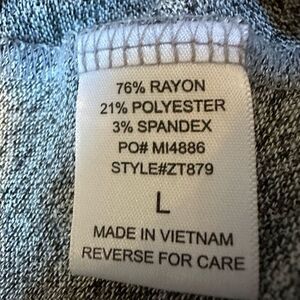 76% RAYON
21% POLYESTER
3% SPANDEX
PO# MI4886
STYLE#ZT879
L
MADE IN VIETNAM
REVERSE FOR CARE